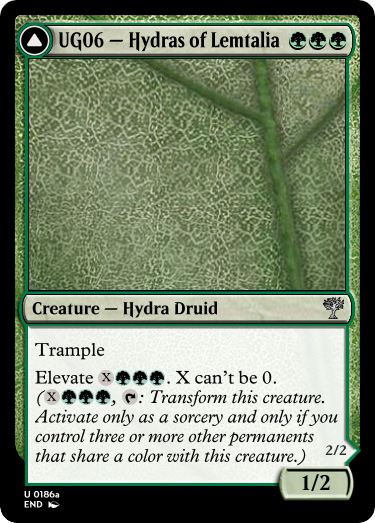 UG06 — Hydras of Lemtalia
Creature — Hydra Druid
Trample
Elevate X. X can't be 0.
(X, : Transform this creature.
Activate only as a sorcery and only if you
control three or more other permanents
that share a color with this creature.)
2/2
1/2
U 0186a
END